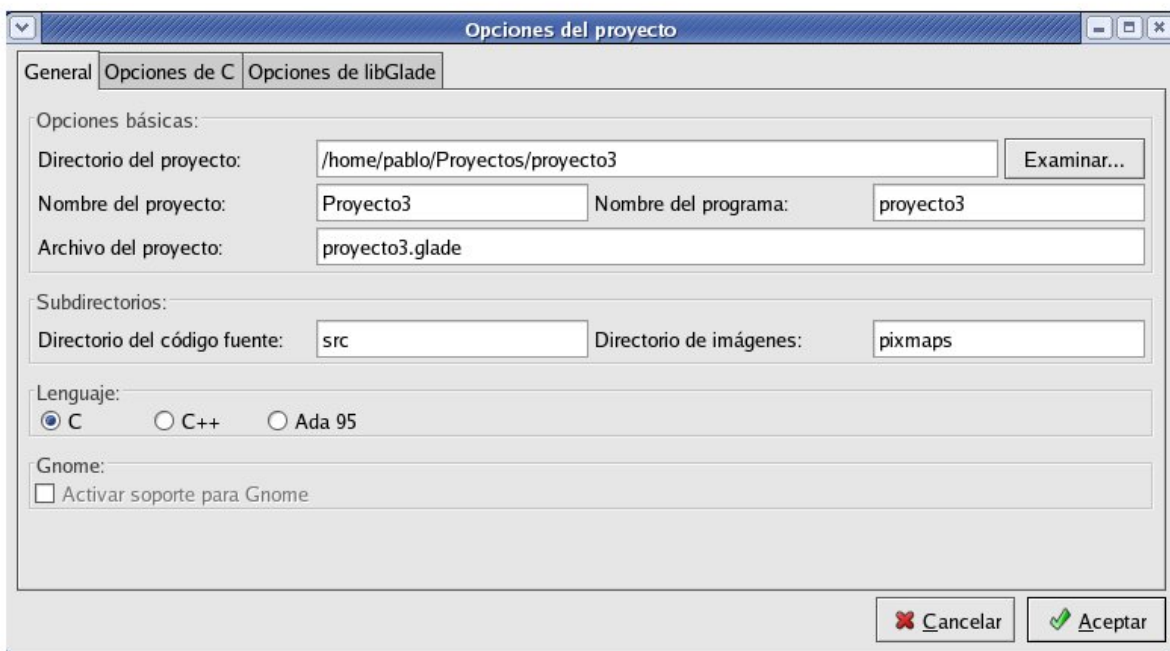 Opciones del proyecto
General Opciones de C Opciones de libGlade
Opciones básicas:
Directorio del proyecto: /home/pablo/Proyectos/proyecto3 Examinar...
Nombre del proyecto: Proyecto3 Nombre del programa: proyecto3
Archivo del proyecto: proyecto3.glade
Subdirectorios:
Directorio del código fuente: src Directorio de imágenes: pixmaps
Lenguaje:
C C++ Ada 95
Gnome:
Activar soporte para Gnome
Cancelar Aceptar